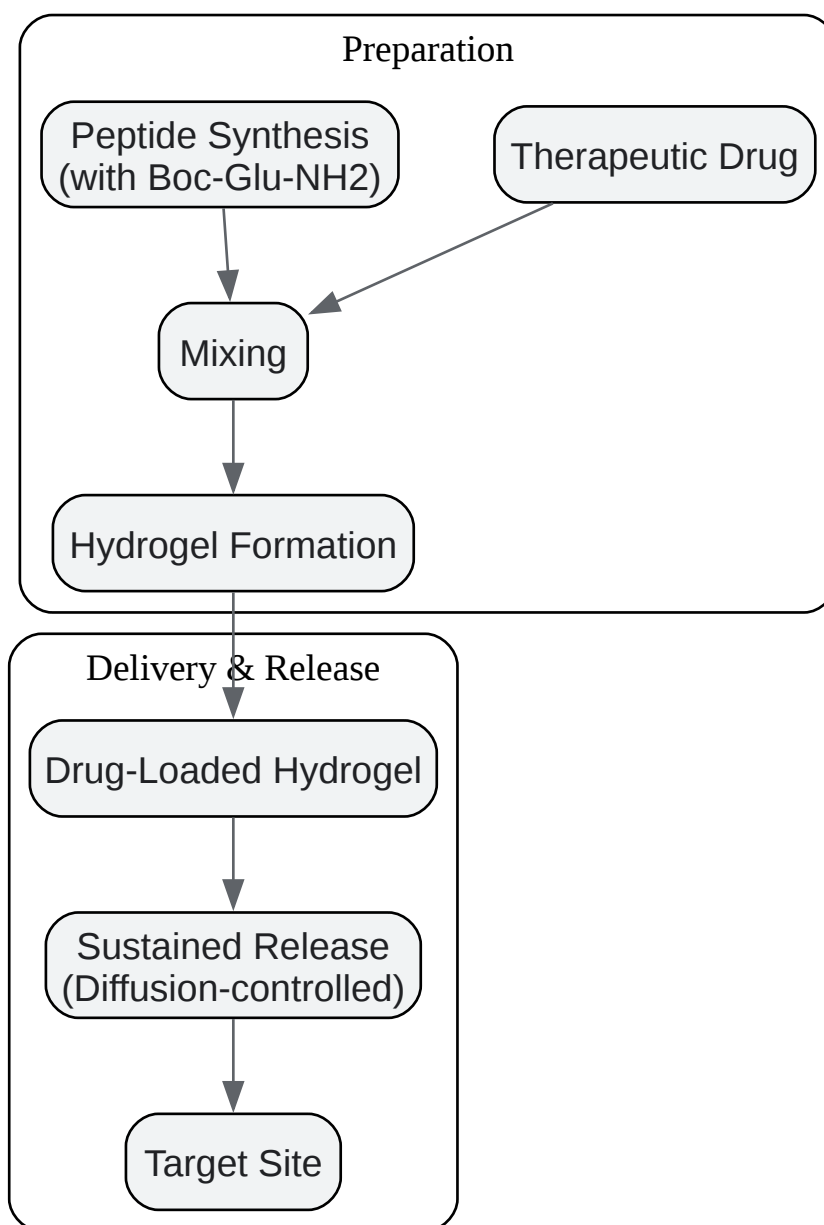 Preparation
Peptide Synthesis
(with Boc-Glu-NH2)
Therapeutic Drug
Mixing
Hydrogel Formation
Delivery & Release
Drug-Loaded Hydrogel
Sustained Release
(Diffusion-controlled)
Target Site